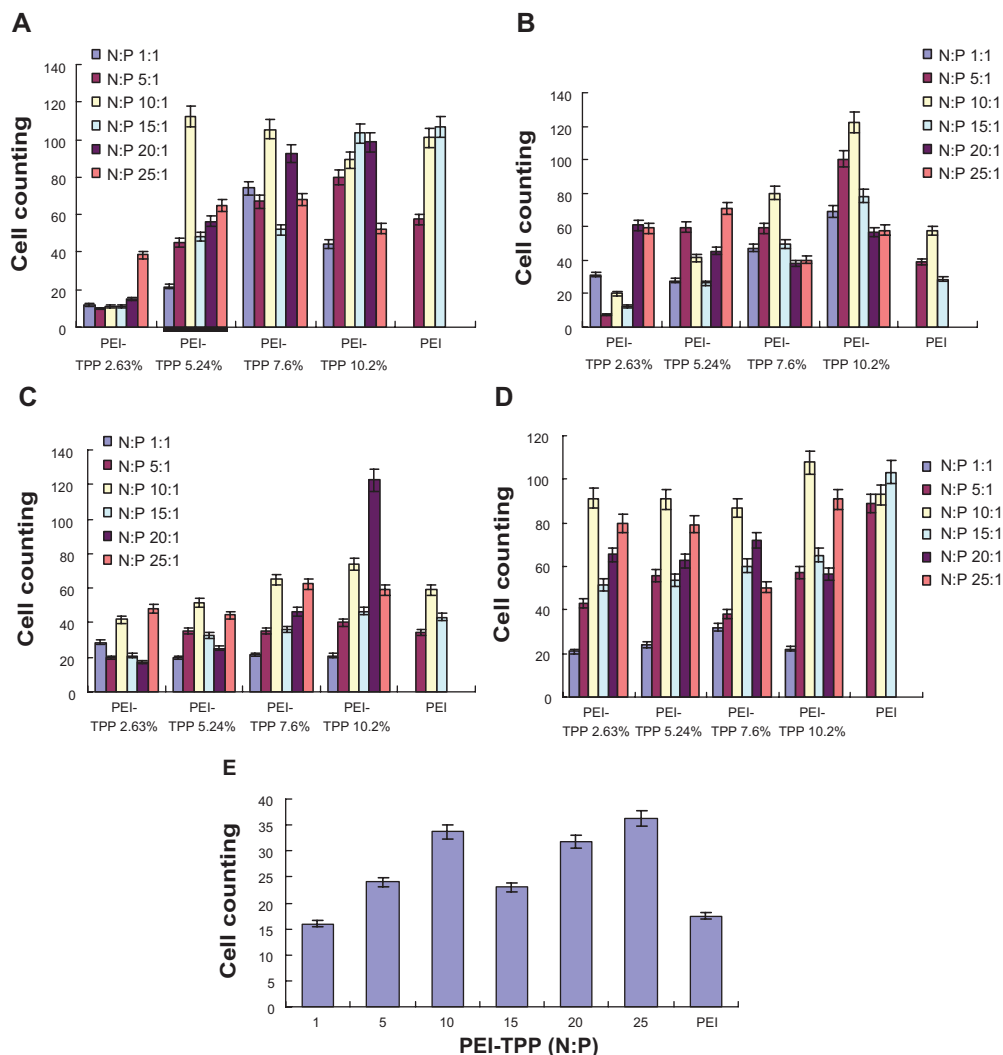 A
N:P 1:1
N:P 5:1
N:P 10:1
N:P 15:1
N:P 20:1
N:P 25:1
Cell counting
140
120
100
80
60
40
20
0
PEI- PEI- PEI- PEI- PEI
TPP 2.63% TPP 5.24% TPP 7.6% TPP 10.2%
B
N:P 1:1
N:P 5:1
N:P 10:1
N:P 15:1
N:P 20:1
N:P 25:1
Cell counting
140
120
100
80
60
40
20
0
PEI- PEI- PEI- PEI- PEI
TPP 2.63% TPP 5.24% TPP 7.6% TPP 10.2%
C
N:P 1:1
N:P 5:1
N:P 10:1
N:P 15:1
N:P 20:1
N:P 25:1
Cell counting
140
120
100
80
60
40
20
0
PEI- PEI- PEI- PEI- PEI
TPP 2.63% TPP 5.24% TPP 7.6% TPP 10.2%
D
N:P 1:1
N:P 5:1
N:P 10:1
N:P 15:1
N:P 20:1
N:P 25:1
Cell counting
120
100
80
60
40
20
0
PEI- PEI- PEI- PEI- PEI
TPP 2.63% TPP 5.24% TPP 7.6% TPP 10.2%
E
Cell counting
40
35
30
25
20
15
10
5
0
1 5 10 15 20 25 PEI
PEI-TPP (N:P)